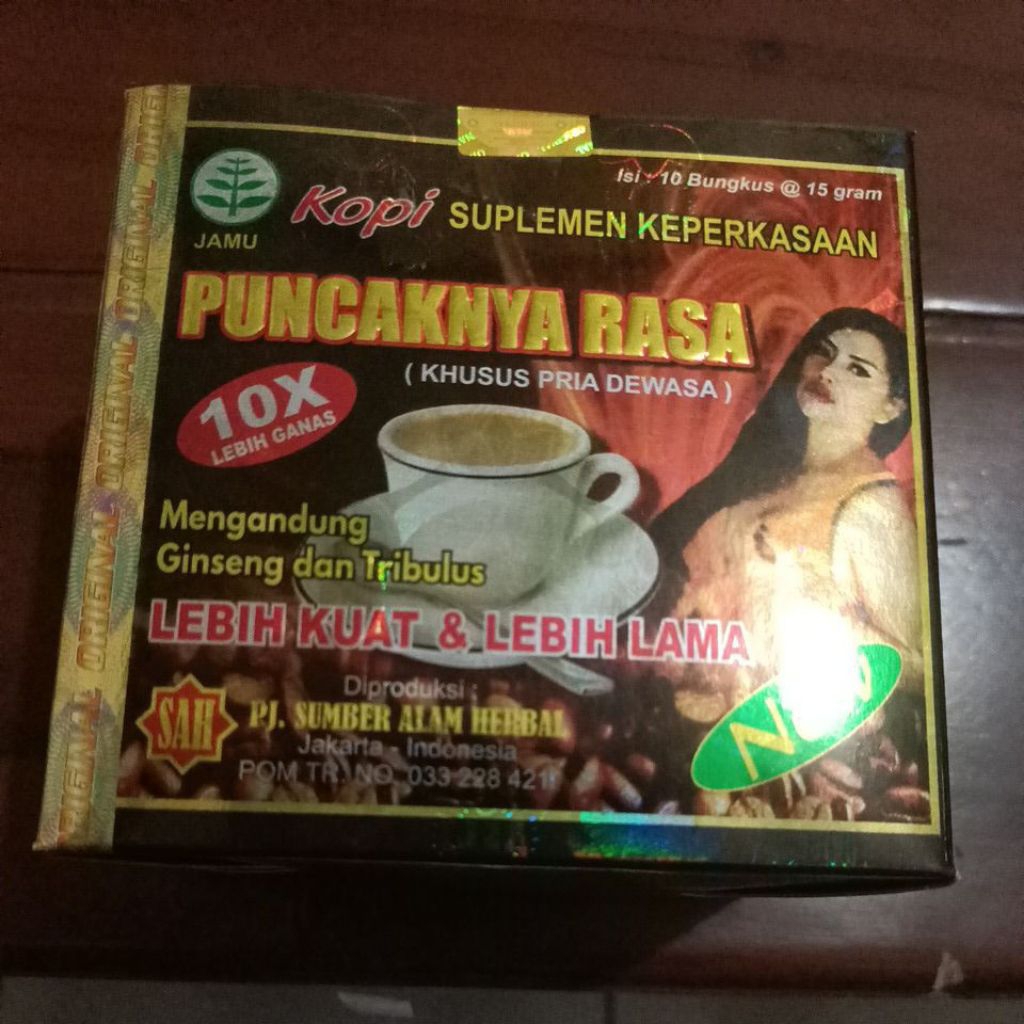 Isi : 10 Bungkus @ 15 gram
JAMU
Kopi SUPLEMEN KEPERKASAAN
PUNCAKNYA RASA
( KHUSUS PRIA DEWASA )
10X
LEBIH GANAS
Mengandung
Ginseng dan Tribulus
LEBIH KUAT & LEBIH LAMA
Diproduksi :
SAH PJ. SUMBER ALAM HERBAL
Jakarta - Indonesia
POM TR. NO. 033 228 421
ORIGINAL ORIGINAL ORIGINAL ORIGINAL ORIGINAL